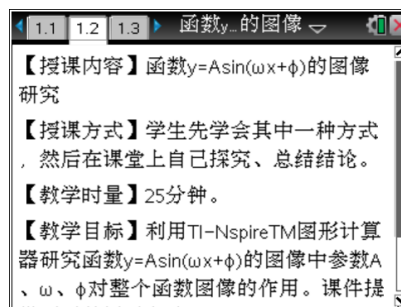 1.1 1.2 1.3 函数y...的图像
【授课内容】函数y=Asin(ωx+ϕ)的图像
研究
【授课方式】学生先学会其中一种方式
，然后在课堂上自己探究、总结结论。
【教学时量】25分钟。
【教学目标】利用TI-NspireTM图形计算
器研究函数y=Asin(ωx+ϕ)的图像中参数A
、ω、ϕ对整个函数图像的作用。课件提